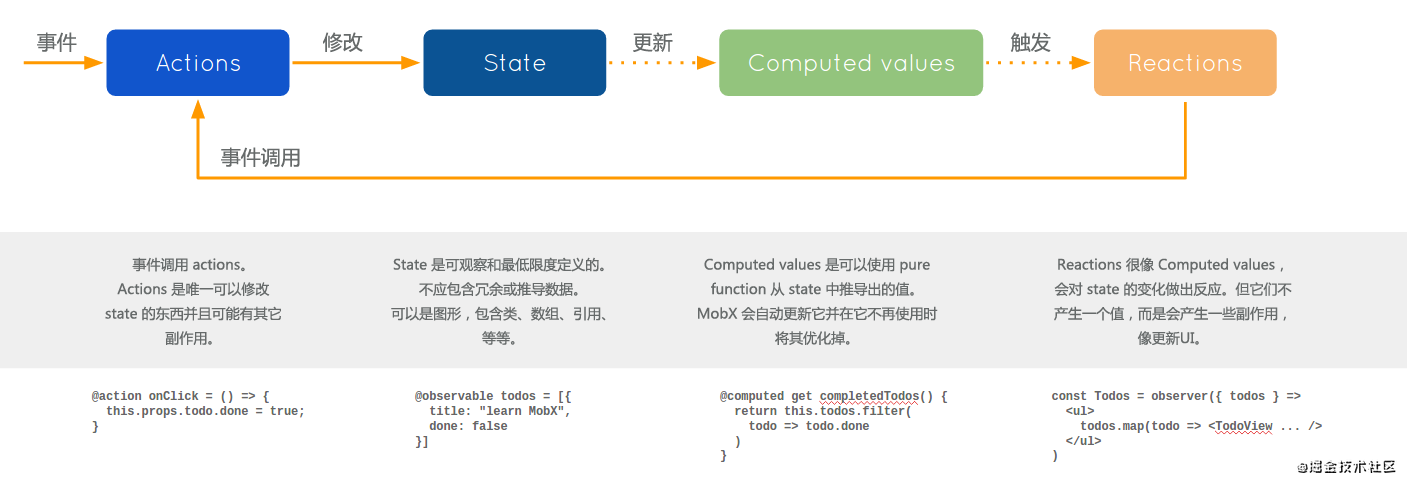 事件
Actions
修改
State
更新
Computed values
触发
Reactions
事件调用
事件调用 actions。
Actions 是唯一可以修改
state 的东西并且可能有其它
副作用。
State 是可观察和最低限度定义的。
不应包含冗余或推导数据。
可以是图形，包含类、数组、引用、
等等。
Computed values 是可以使用 pure
function 从 state 中推导出的值。
MobX 会自动更新它并在它不再使用时
将其优化掉。
Reactions 很像 Computed values，
会对 state 的变化做出反应。但它们不
产生一个值，而是会产生一些副作用，
像更新UI。
@action onClick = () => {
  this.props.todo.done = true;
}
@observable todos = [{
  title: "learn MobX",
  done: false
}]
@computed get completedTodos() {
  return this.todos.filter(
    todo => todo.done
  )
}
const Todos = observer({ todos } =>
  <ul>
    todos.map(todo => <TodoView ... />
  </ul>
)
@掘金技术社区